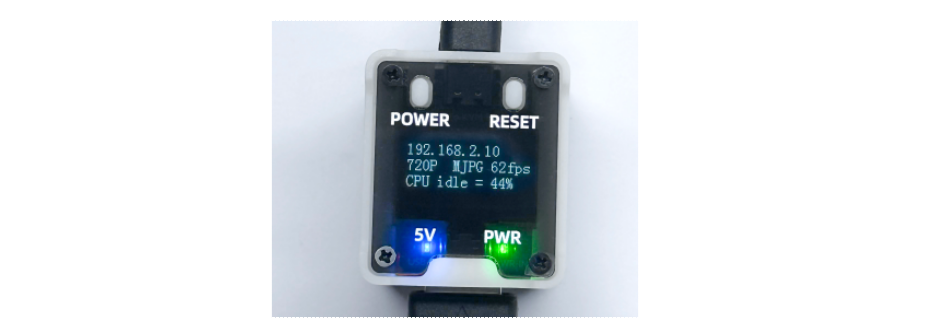 POWER RESET
192.168.2.10
720P MJPG 62fps
CPU idle = 44%
5V PWR